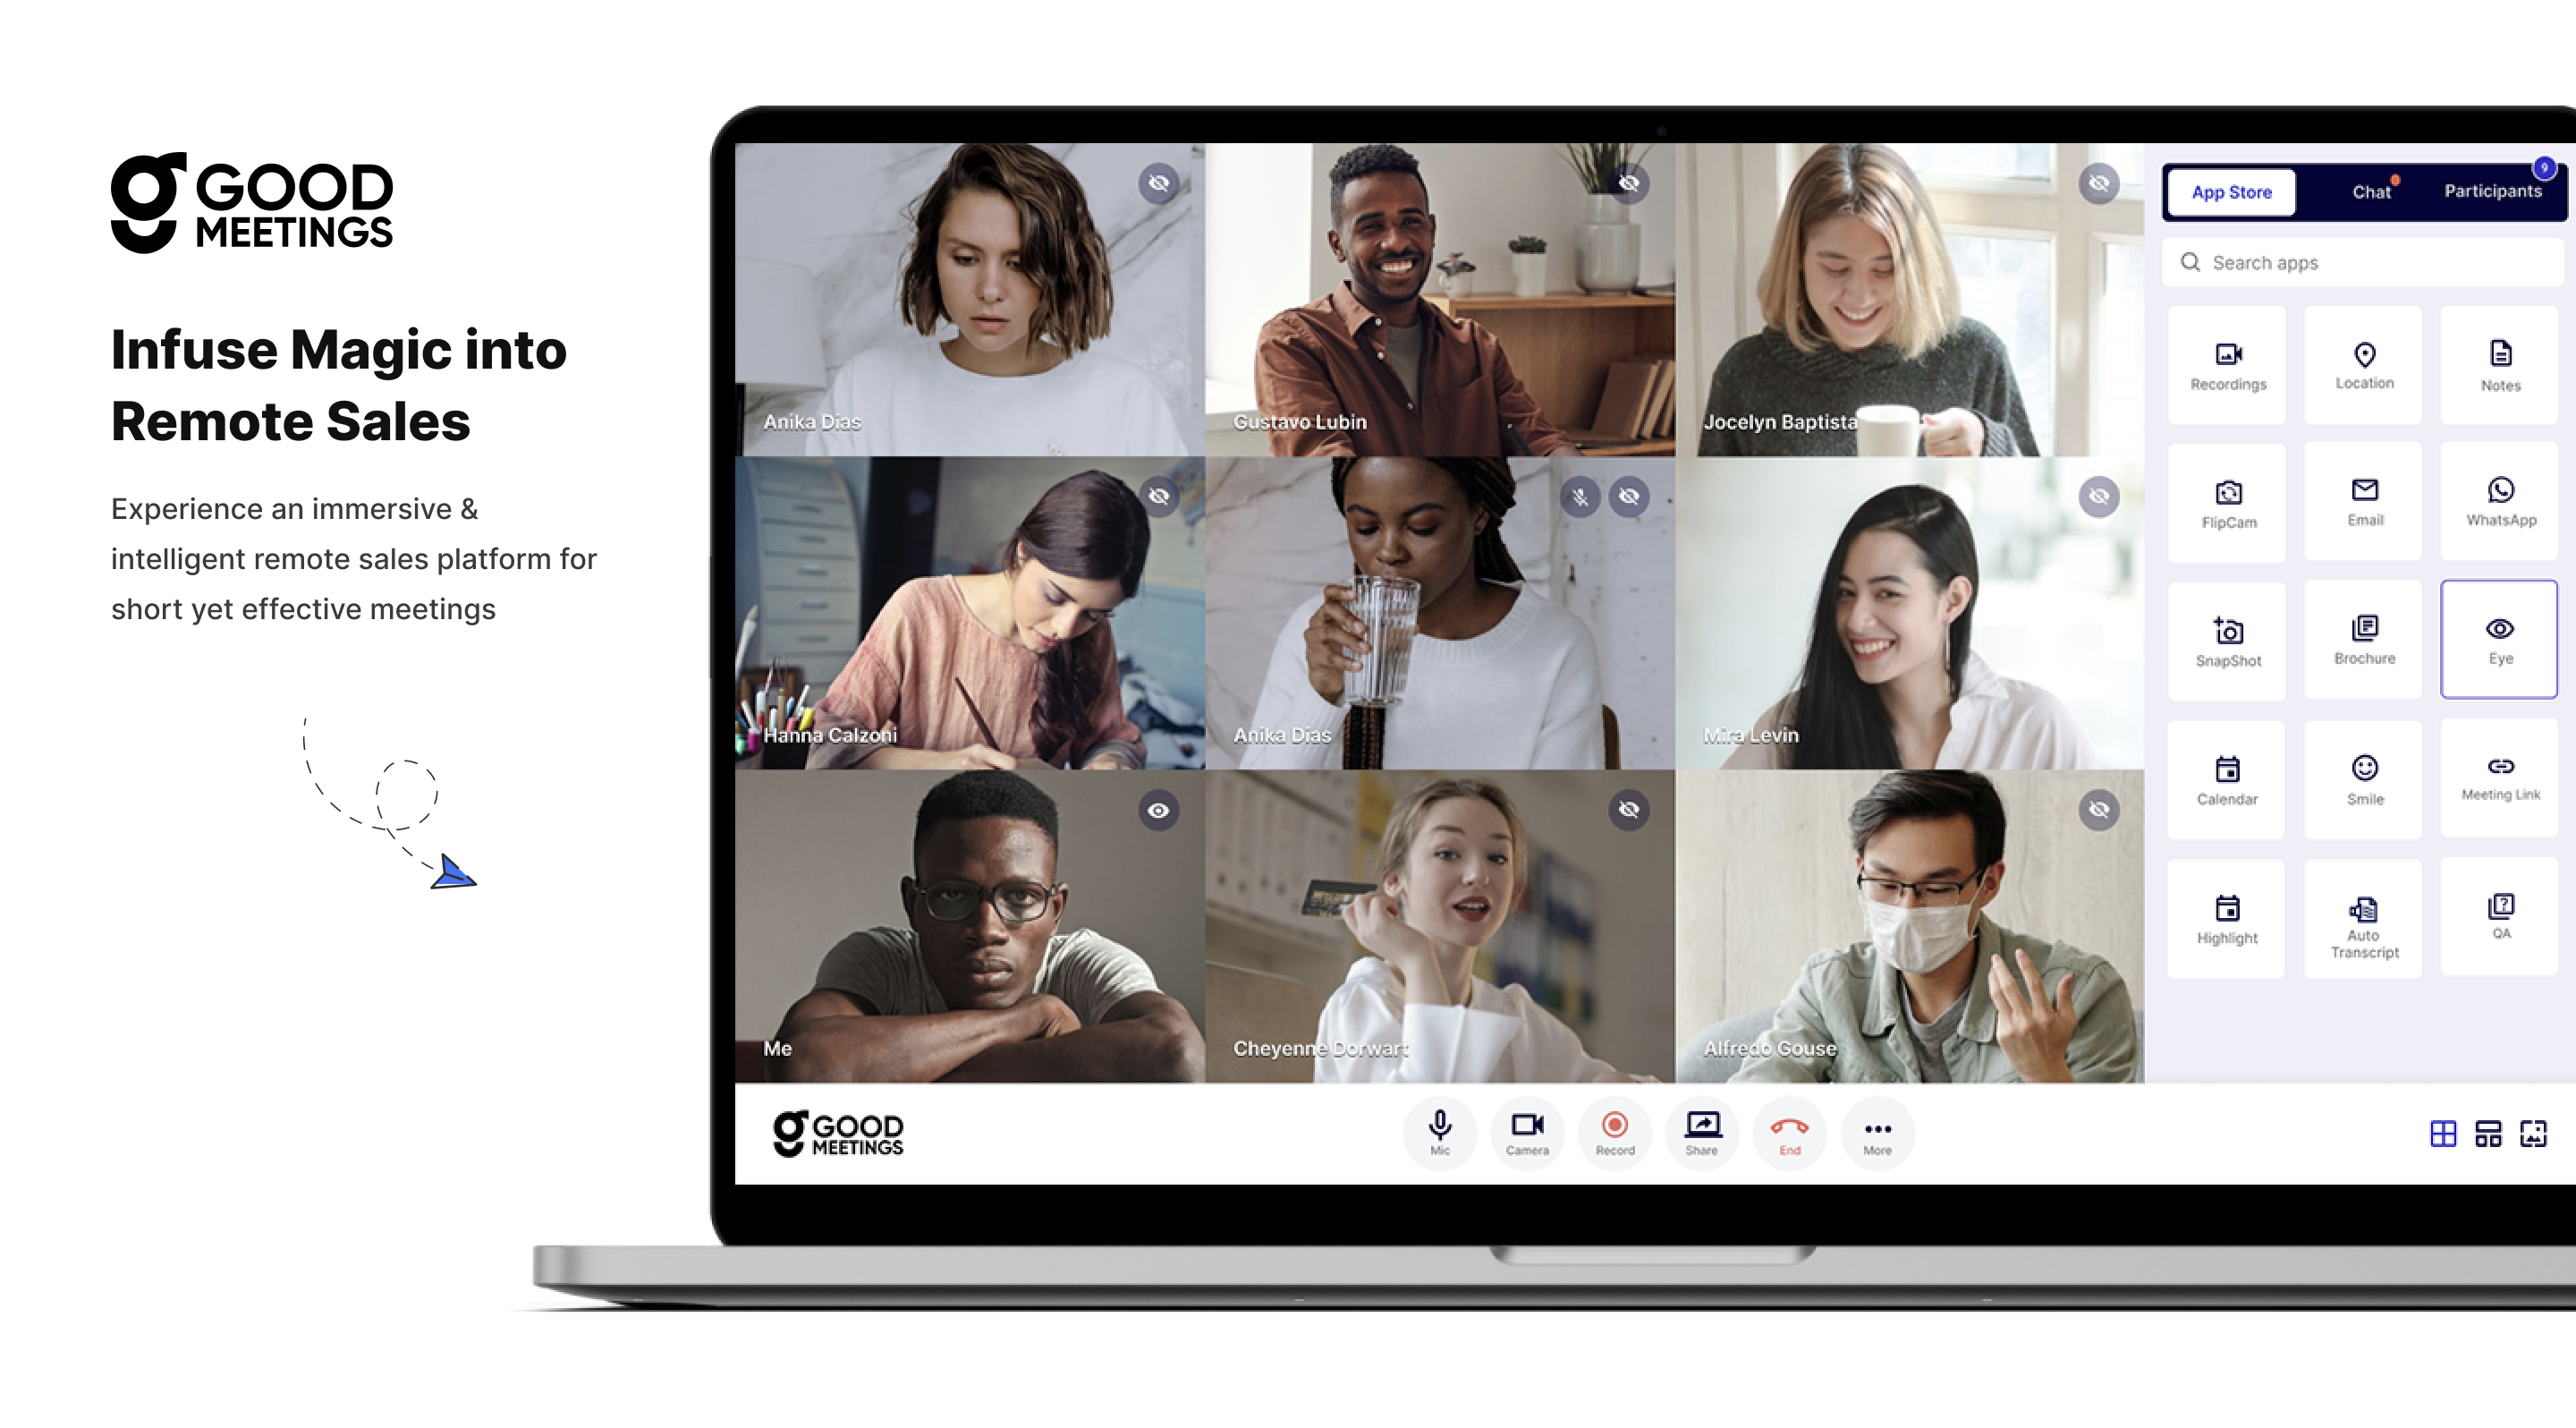 GOOD
MEETINGS
Infuse Magic into
Remote Sales
Experience an immersive &
intelligent remote sales platform for
short yet effective meetings
Anika Dias
Gustavo Lubin
Jocelyn Baptista
Hanna Calzoni
Anika Dias
Mira Levin
Me
Cheyenne Dorwart
Alfredo Gouse
App Store
Chat
Participants
9
Search apps
Recordings
Location
Notes
FlipCam
Email
WhatsApp
SnapShot
Brochure
Eye
Calendar
Smile
Meeting Link
Highlight
Auto
Transcript
QA
GOOD
MEETINGS
Mic
Camera
Record
Share
End
More